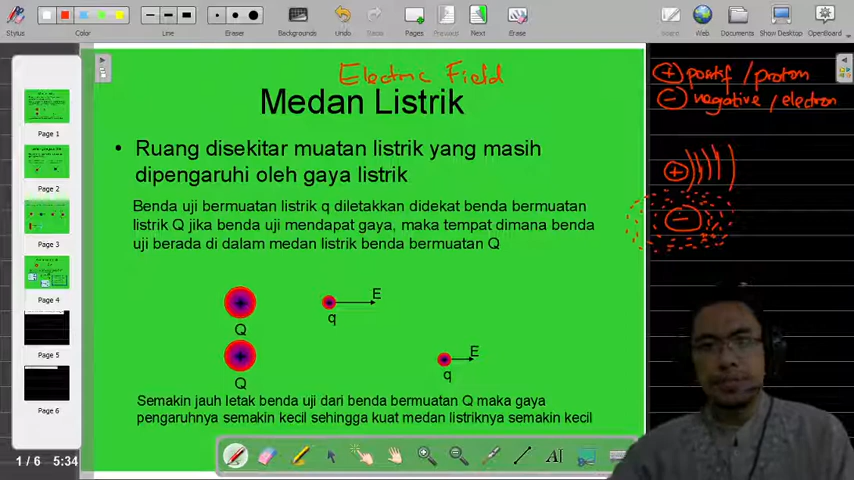 Stylus
Color
Line
Eraser
Backgrounds
Undo
Redo
Pages
Previous
Next
Erase
Board
Web
Documents
Show Desktop
OpenBoard
Page 1
Page 2
Page 3
Page 4
Page 5
Page 6
1 / 6 5:34
Electric Field
Medan Listrik
• Ruang disekitar muatan listrik yang masih
dipengaruhi oleh gaya listrik
Benda uji bermuatan listrik q diletakkan didekat benda bermuatan
listrik Q jika benda uji mendapat gaya, maka tempat dimana benda
uji berada di dalam medan listrik benda bermuatan Q
+
Q
q
E
+
Q
q
E
Semakin jauh letak benda uji dari benda bermuatan Q maka gaya
pengaruhnya semakin kecil sehingga kuat medan listriknya semakin kecil
+ positif / proton
- negative / electron
+
-